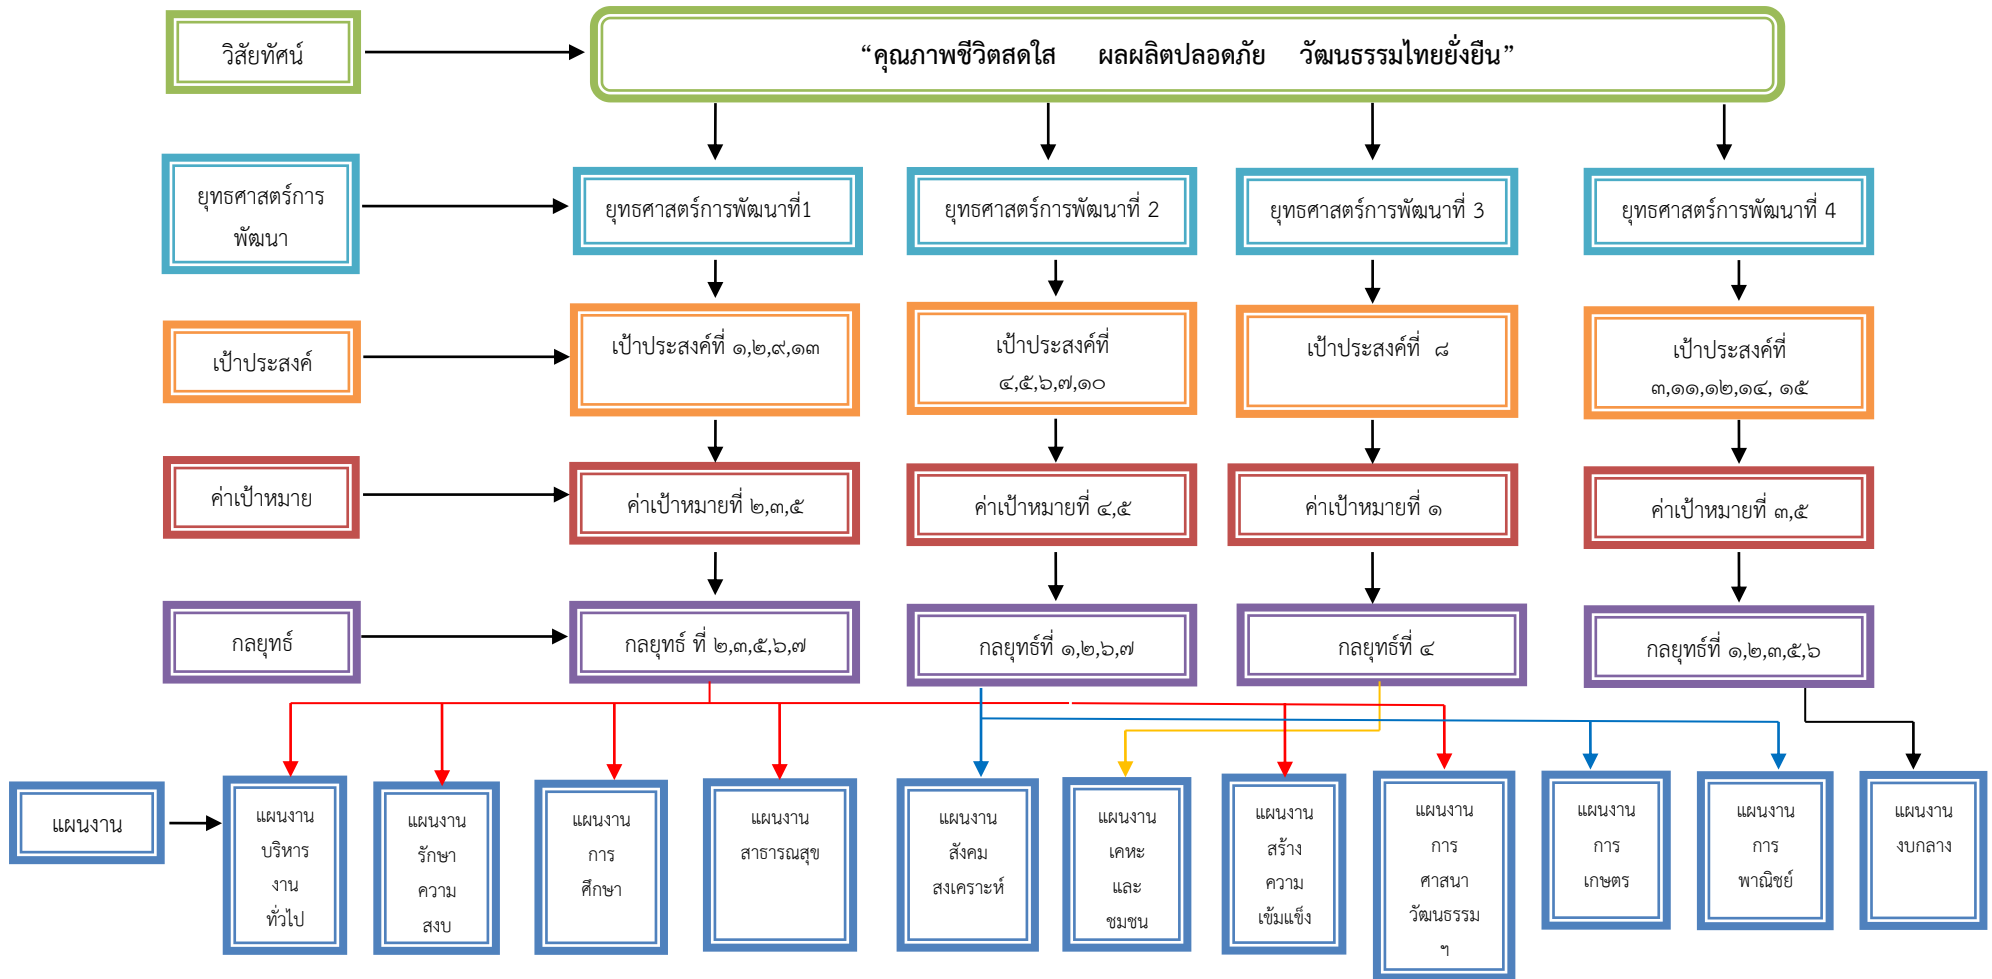 วิสัยทัศน์
“คุณภาพชีวิตสดใส ผลผลิตปลอดภัย วัฒนธรรมไทยยั่งยืน”
ยุทธศาสตร์การ
พัฒนา
ยุทธศาสตร์การพัฒนาที่1
ยุทธศาสตร์การพัฒนาที่ 2
ยุทธศาสตร์การพัฒนาที่ 3
ยุทธศาสตร์การพัฒนาที่ 4
เป้าประสงค์
เป้าประสงค์ที่ ๑,๒,๙,๑๓
เป้าประสงค์ที่
๔,๕,๖,๗,๑๐
เป้าประสงค์ที่ ๘
เป้าประสงค์ที่
๓,๑๑,๑๒,๑๔, ๑๕
ค่าเป้าหมาย
ค่าเป้าหมายที่ ๒,๓,๕
ค่าเป้าหมายที่ ๔,๕
ค่าเป้าหมายที่ ๑
ค่าเป้าหมายที่ ๓,๕
กลยุทธ์
กลยุทธ์ ที่ ๒,๓,๕,๖,๗
กลยุทธ์ที่ ๑,๒,๖,๗
กลยุทธ์ที่ ๔
กลยุทธ์ที่ ๑,๒,๓,๕,๖
แผนงาน
แผนงาน
บริหาร
งาน
ทั่วไป
แผนงาน
รักษา
ความ
สงบ
แผนงาน
การ
ศึกษา
แผนงาน
สาธารณสุข
แผนงาน
สังคม
สงเคราะห์
แผนงาน
เคหะ
และ
ชุมชน
แผนงาน
สร้าง
ความ
เข้มแข็ง
แผนงาน
การ
ศาสนา
วัฒนธรรม
ฯ
แผนงาน
การ
เกษตร
แผนงาน
การ
พาณิชย์
แผนงาน
งบกลาง